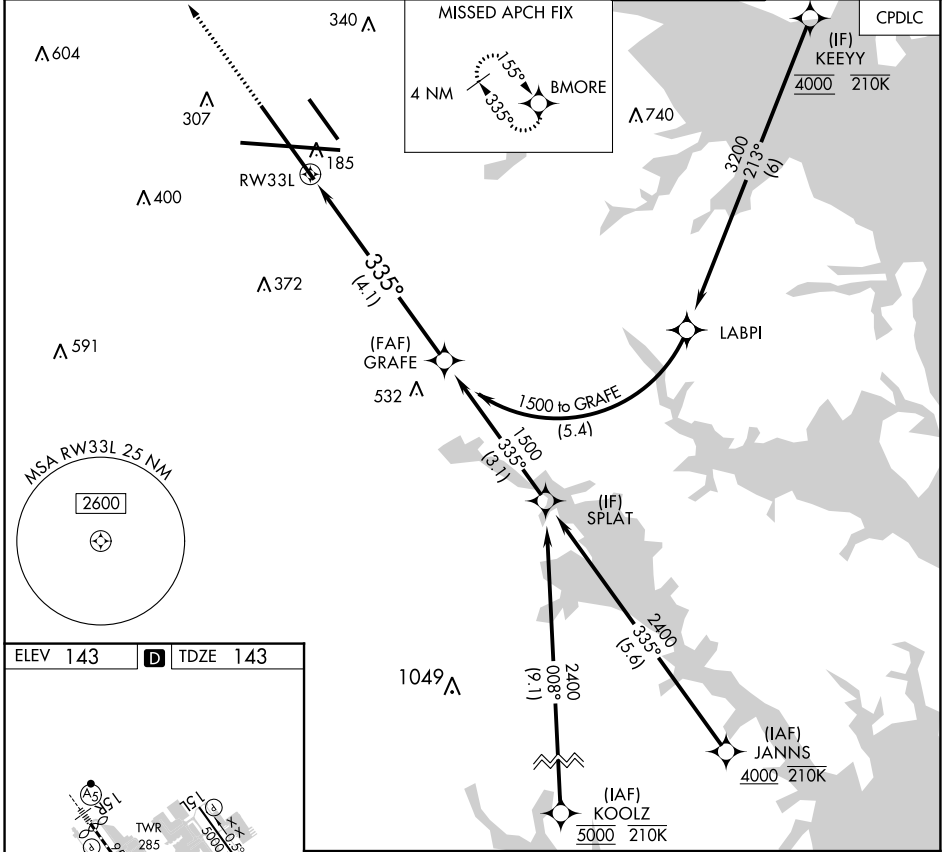 MISSED APCH FIX
155°
4 NM
335°
BMORE
CPDLC
(IF)
KEEYY
4000 210K
340
604
307
740
185
RW33L
400
3200
213°
(6)
372
335°
(4.1)
LABPI
(FAF)
GRAFE
591
532
1500 to GRAFE
(5.4)
1500
335°
(3.1)
MSA RW33L 25 NM
2600
(IF)
SPLAT
2400
335°
(5.6)
ELEV 143
D
TDZE 143
1049
2400
008°
(9.1)
(IAF)
JANNS
4000 210K
(IAF)
KOOLZ
5000 210K
A5
15R
P
15L
P
TWR
285
5000
X X
0.5°
P